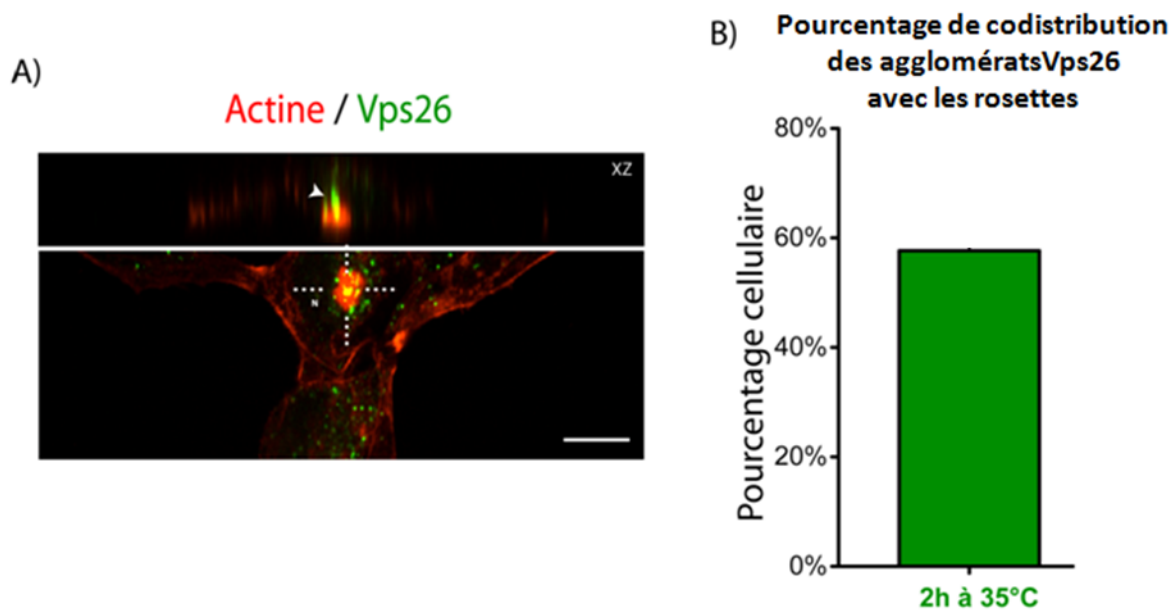 A)
Actine / Vps26
XZ
N
B)
Pourcentage de codistribution
des agglomératsVps26
avec les rosettes
Pourcentage cellulaire
80%
60%
40%
20%
0%
2h à 35°C